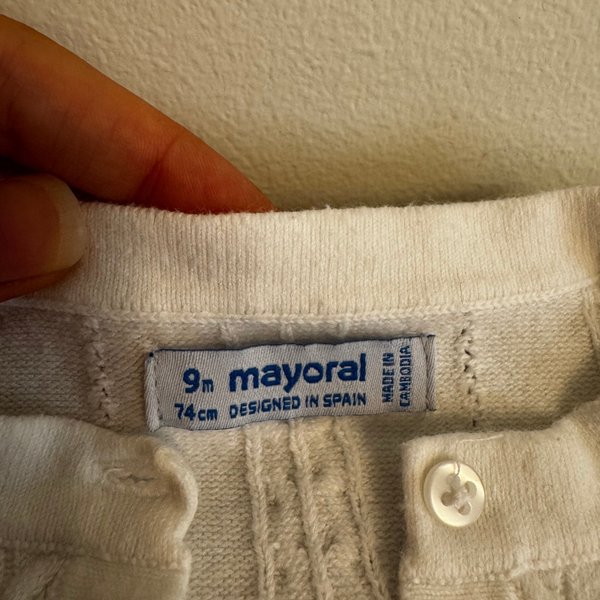 9m mayoral
74cm DESIGNED IN SPAIN
MADE IN
CAMBODIA